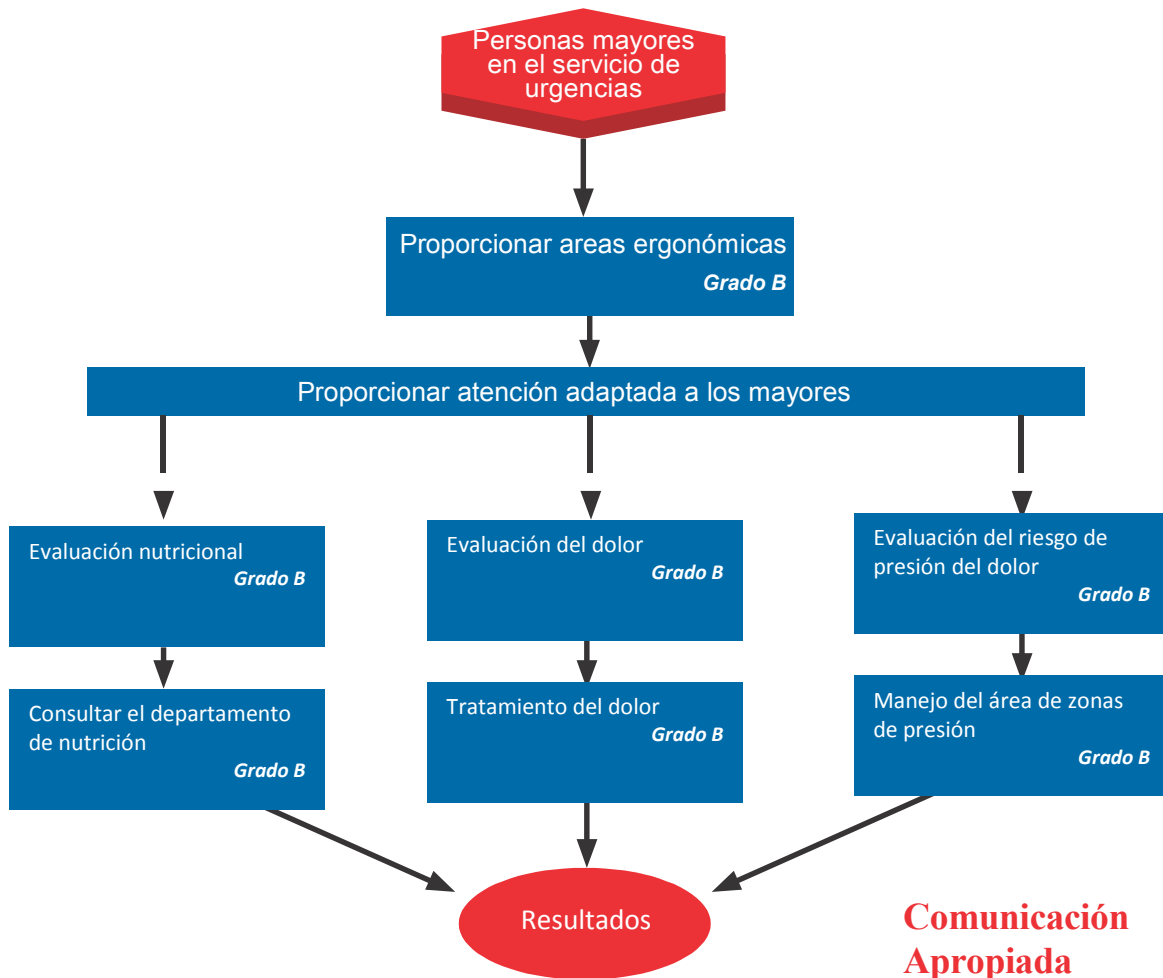 Personas mayores
en el servicio de
urgencias
Proporcionar areas ergonómicas
Grado B
Proporcionar atención adaptada a los mayores
Evaluación nutricional
Grado B
Evaluación del dolor
Grado B
Evaluación del riesgo de
presión del dolor
Grado B
Consultar el departamento
de nutrición
Grado B
Tratamiento del dolor
Grado B
Manejo del área de zonas
de presión
Grado B
Resultados
Comunicación
Apropiada